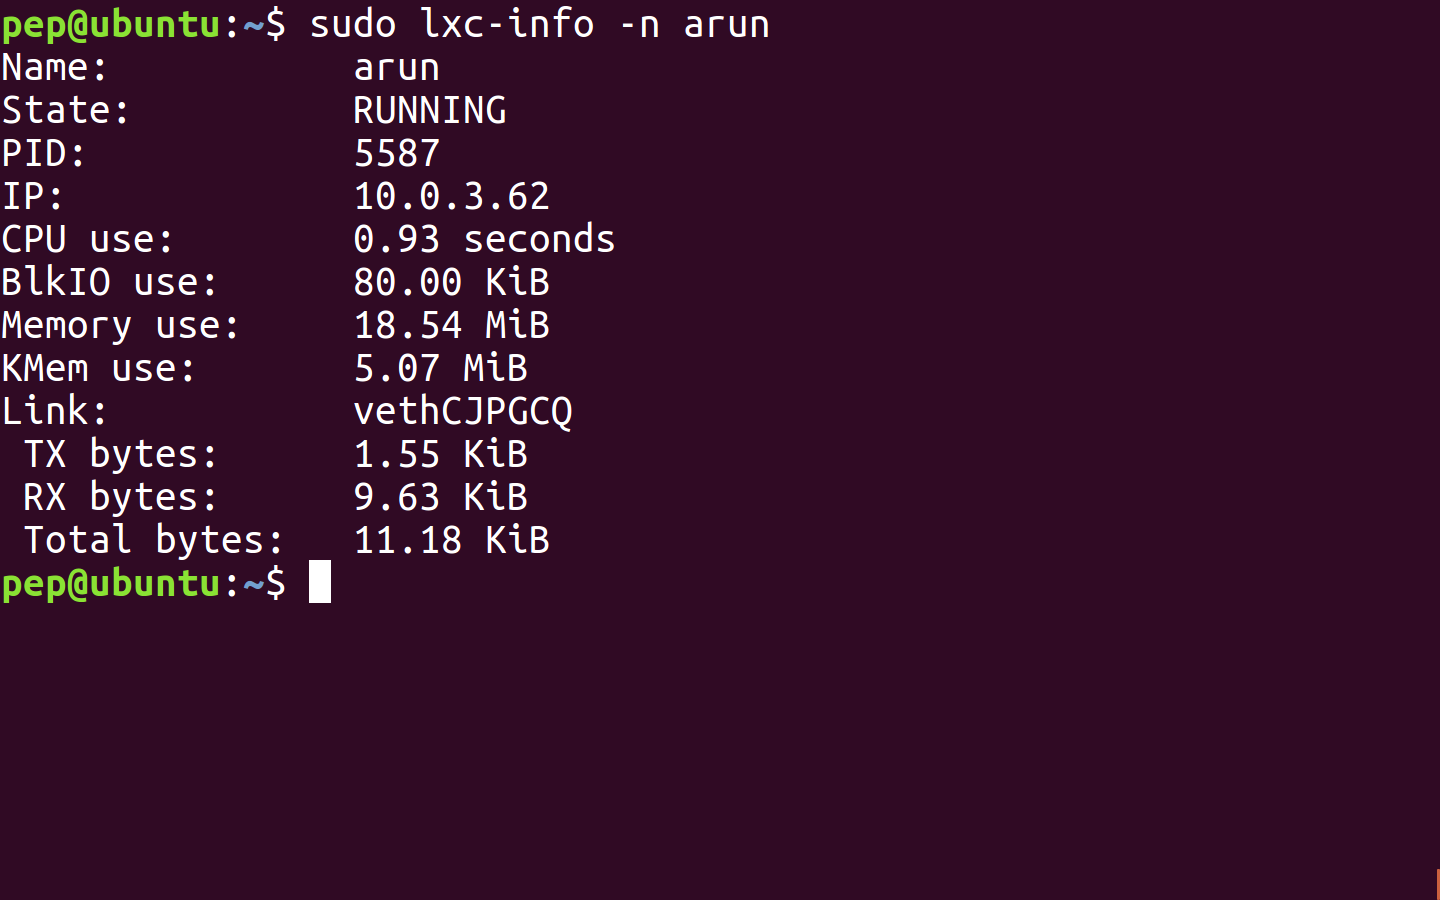 pep@ubuntu:~$ sudo lxc-info -n arun
Name:           arun
State:          RUNNING
PID:            5587
IP:             10.0.3.62
CPU use:        0.93 seconds
BlkIO use:      80.00 KiB
Memory use:     18.54 MiB
KMem use:       5.07 MiB
Link:           vethCJPGCQ
 TX bytes:      1.55 KiB
 RX bytes:      9.63 KiB
 Total bytes:   11.18 KiB
pep@ubuntu:~$